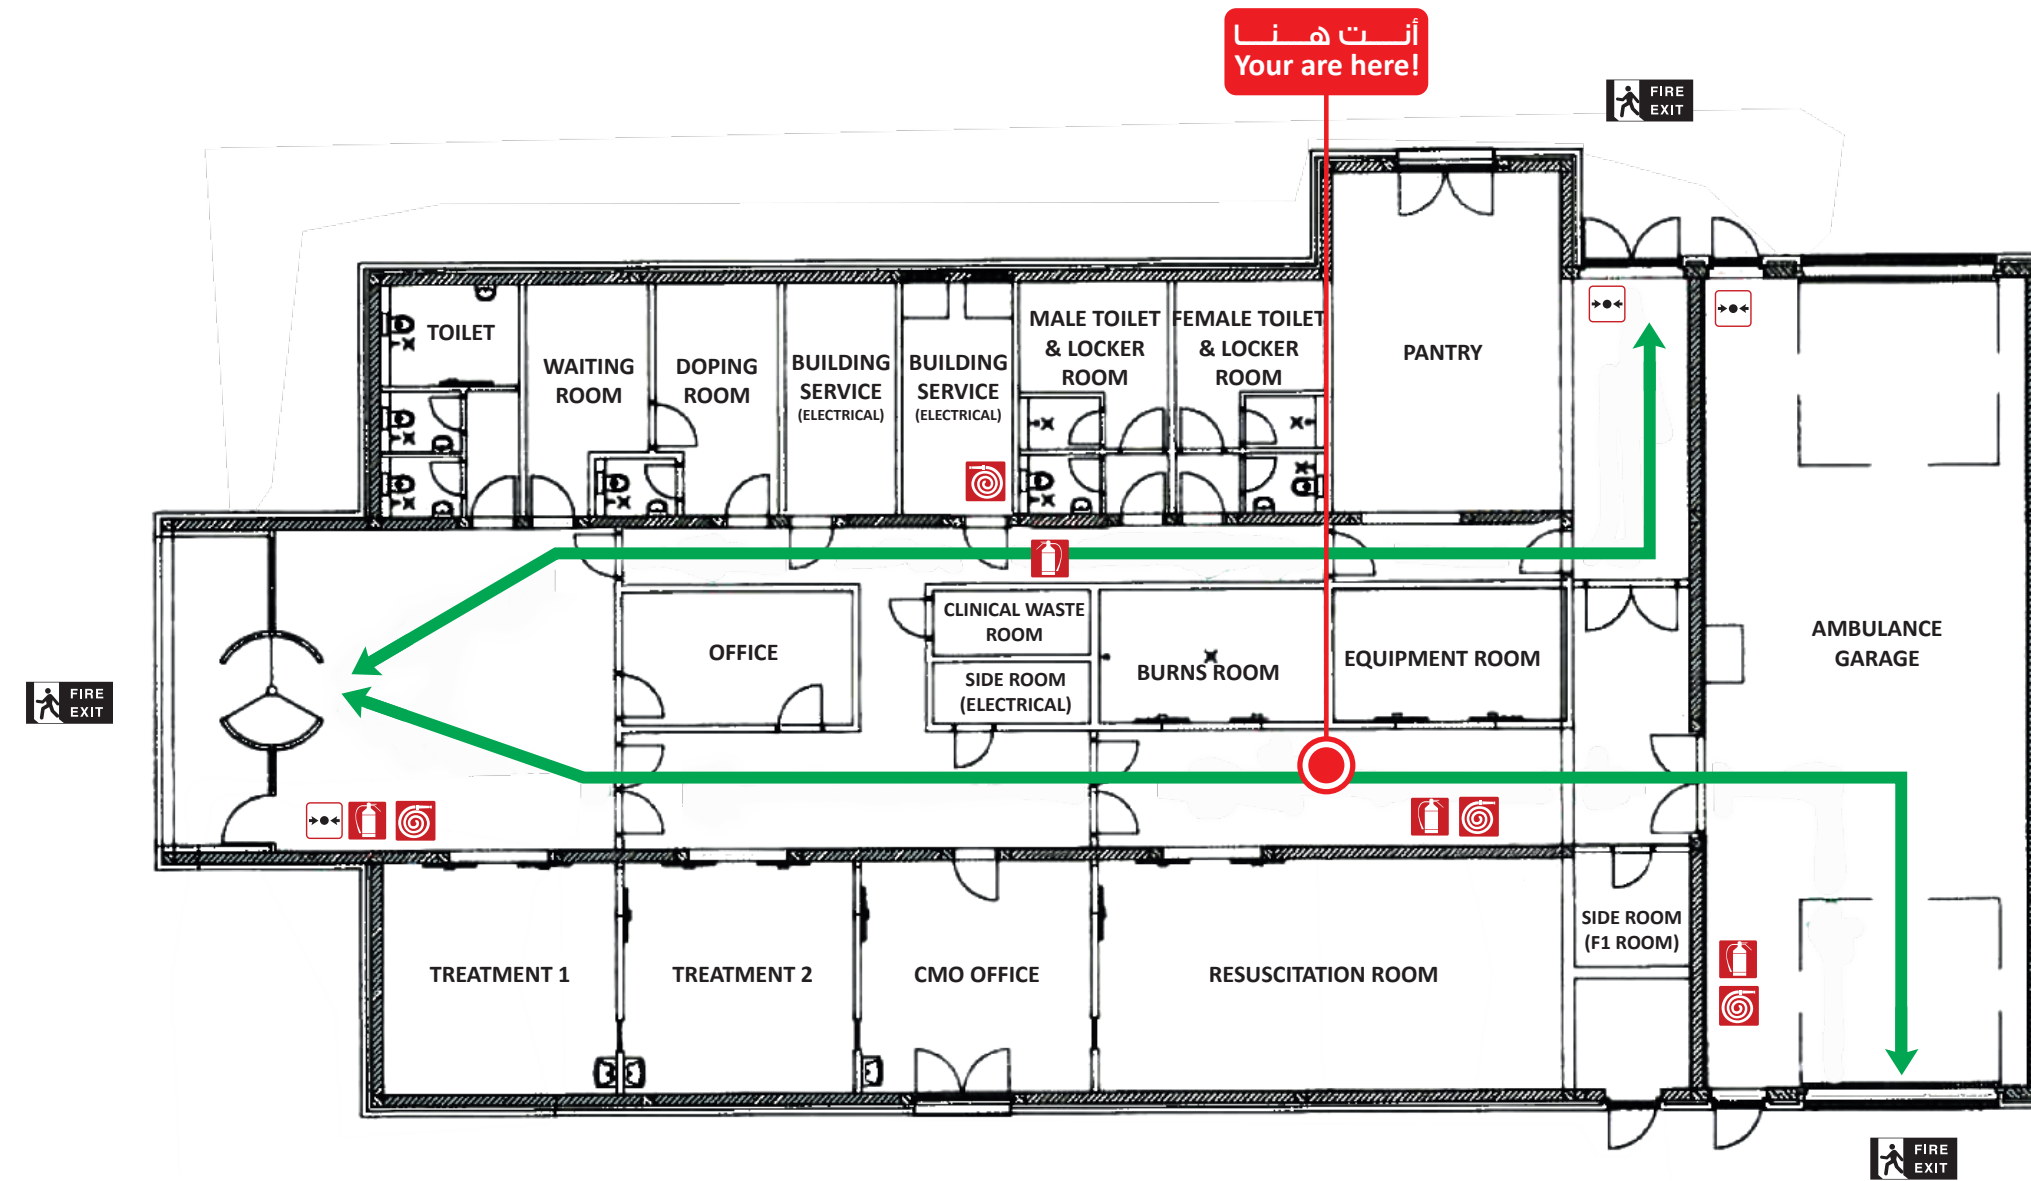 أنت هنا
Your are here!
FIRE
EXIT
TOILET
WAITING
ROOM
DOPING
ROOM
BUILDING
SERVICE
(ELECTRICAL)
BUILDING
SERVICE
(ELECTRICAL)
MALE TOILET
& LOCKER
ROOM
FEMALE TOILET
& LOCKER
ROOM
PANTRY
OFFICE
CLINICAL WASTE
ROOM
SIDE ROOM
(ELECTRICAL)
BURNS ROOM
EQUIPMENT ROOM
AMBULANCE
GARAGE
FIRE
EXIT
TREATMENT 1
TREATMENT 2
CMO OFFICE
RESUSCITATION ROOM
SIDE ROOM
(F1 ROOM)
FIRE
EXIT